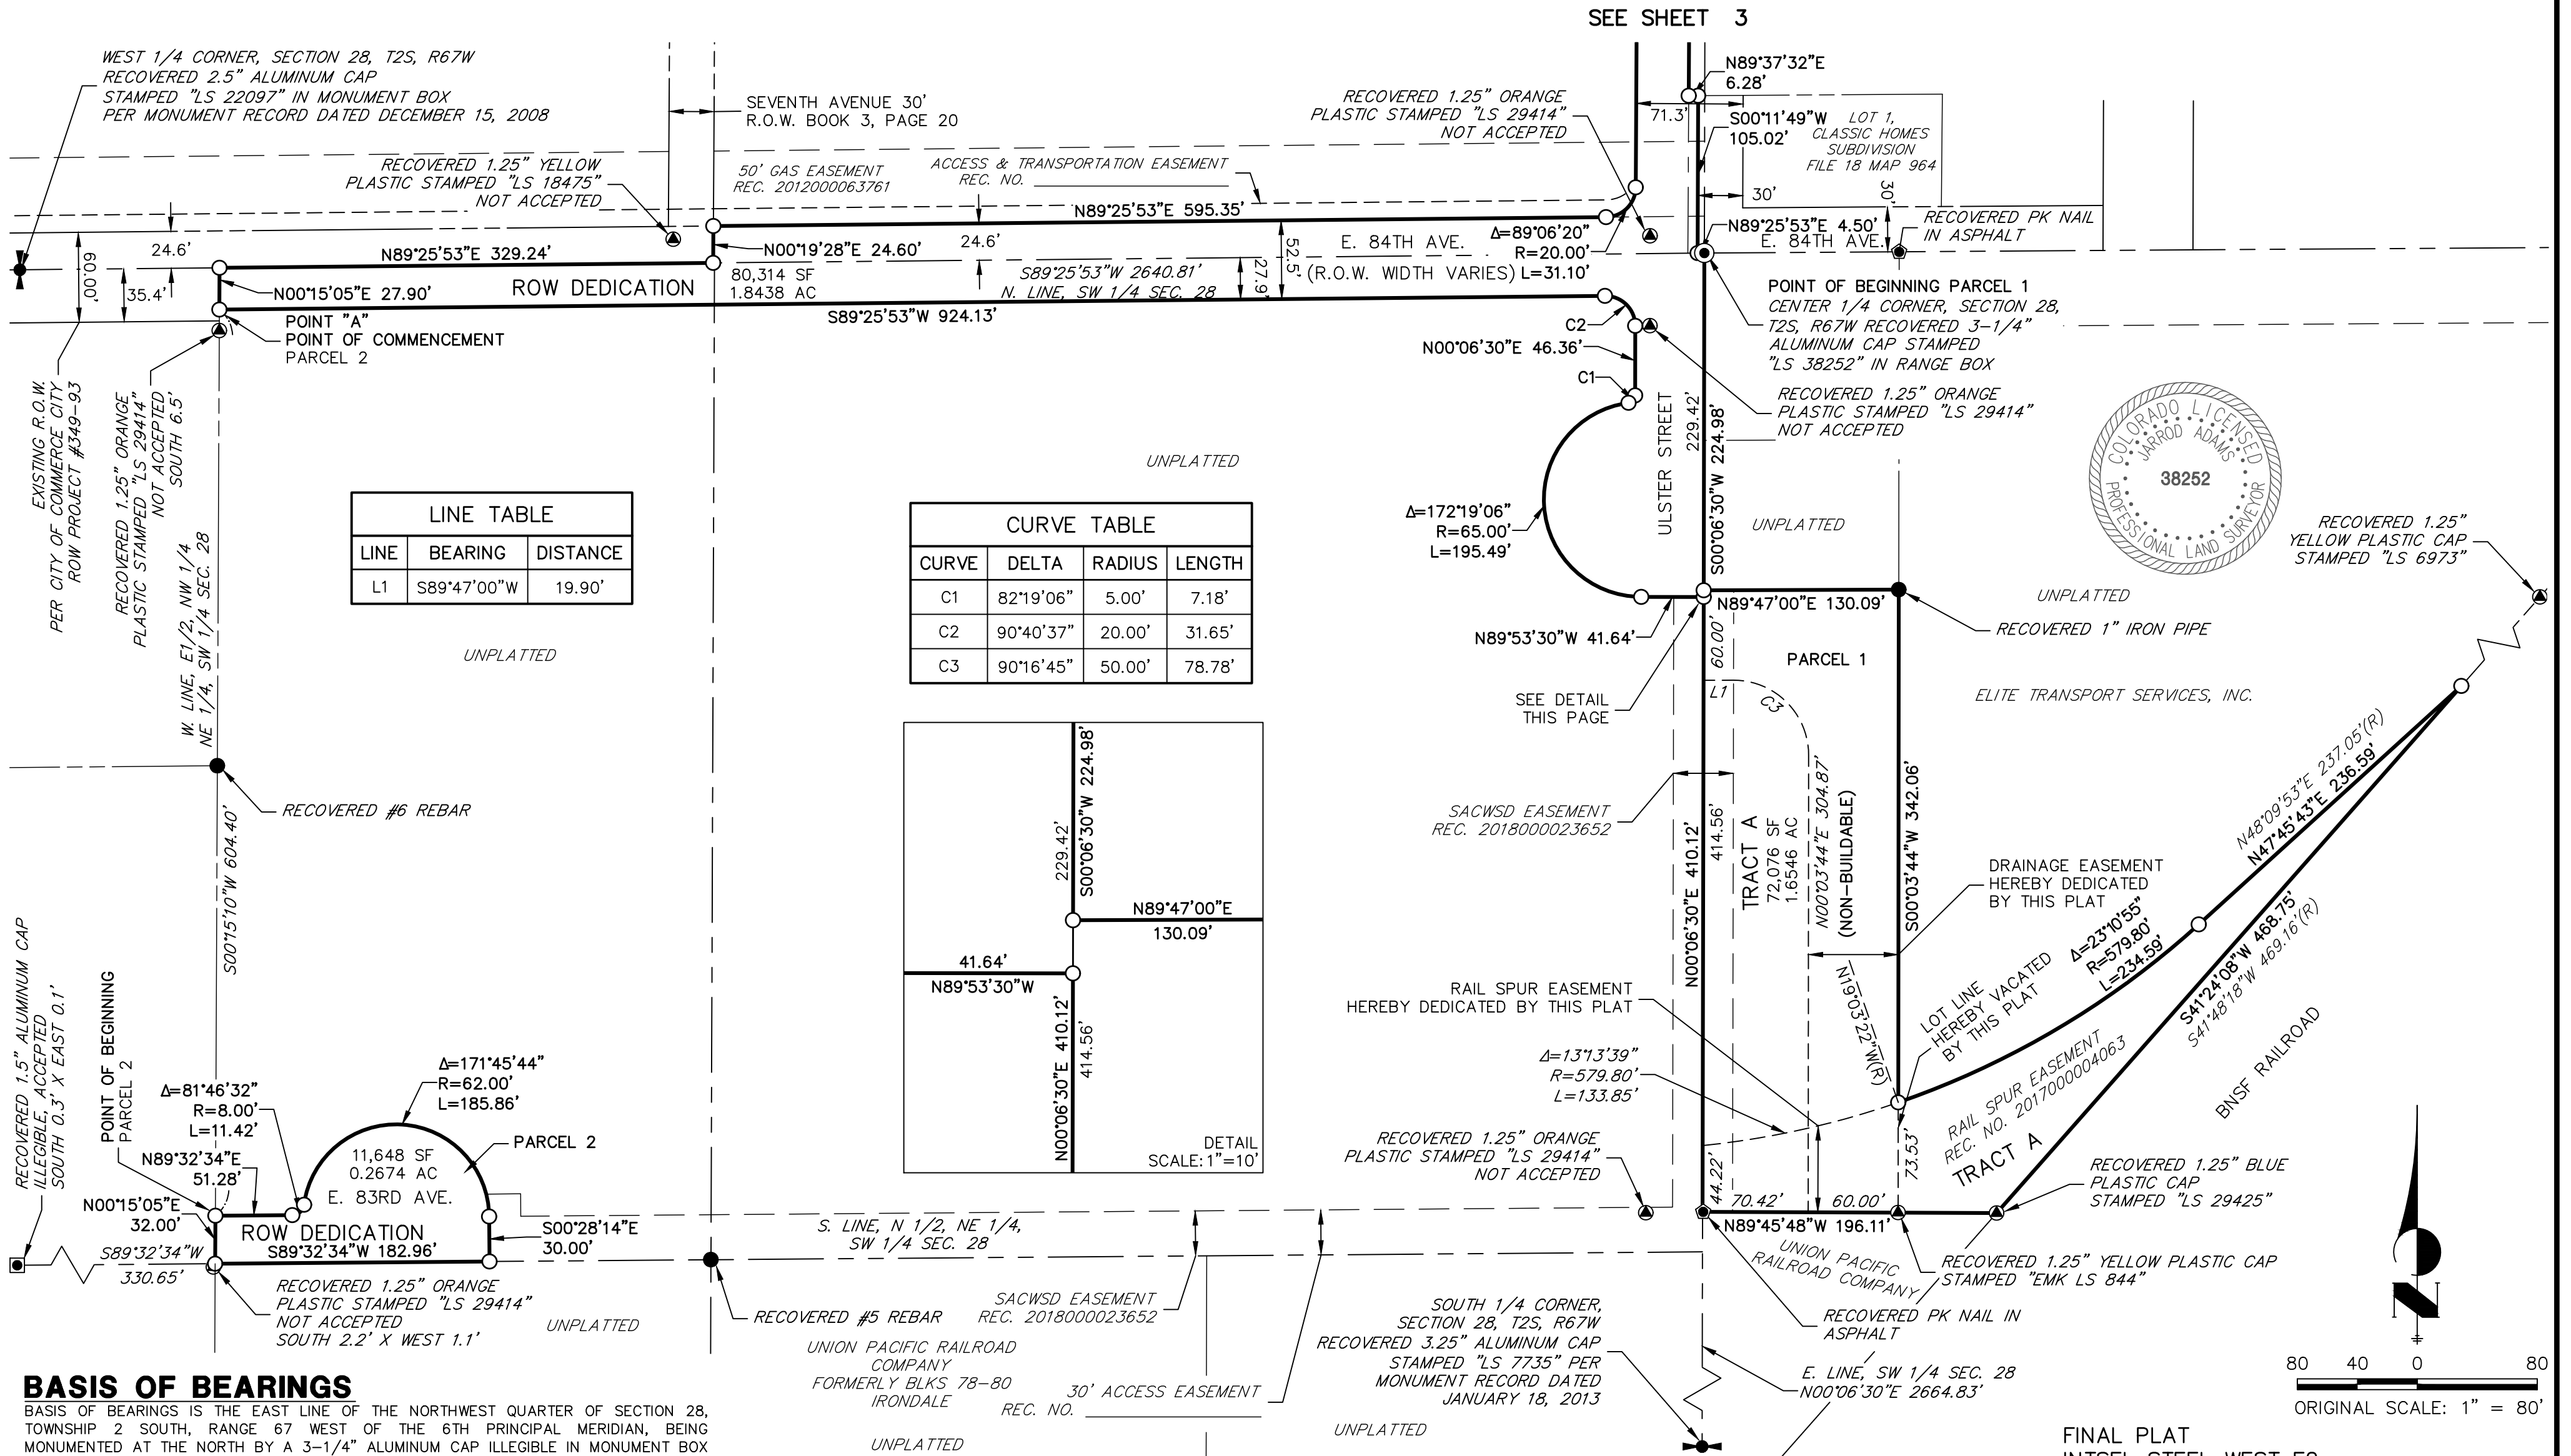 SEE SHEET 3
WEST 1/4 CORNER, SECTION 28, T2S, R67W
RECOVERED 2.5" ALUMINUM CAP
STAMPED "LS 22097" IN MONUMENT BOX
PER MONUMENT RECORD DATED DECEMBER 15, 2008
SEVENTH AVENUE 30'
R.O.W. BOOK 3, PAGE 20
RECOVERED 1.25" ORANGE
PLASTIC STAMPED "LS 29414"
NOT ACCEPTED
71.3'
N89°37'32"E
6.28'
S00°11'49"W
105.02'
LOT 1,
CLASSIC HOMES
SUBDIVISION
FILE 18 MAP 964
30'
30'
RECOVERED 1.25" YELLOW
PLASTIC STAMPED "LS 18475"
NOT ACCEPTED
50' GAS EASEMENT
REC. 2012000063761
ACCESS & TRANSPORTATION EASEMENT
REC. NO.
N89°25'53"E 595.35'
N89°25'53"E 4.50'
E. 84TH AVE.
RECOVERED PK NAIL
IN ASPHALT
60.00'
24.6'
35.4'
N89°25'53"E 329.24'
N00°15'05"E 27.90'
ROW DEDICATION
N00°19'28"E 24.60'
80,314 SF
1.8438 AC
24.6'
S89°25'53"W 2640.81'
N. LINE, SW 1/4 SEC. 28
27.9'
52.5'
E. 84TH AVE.
(R.O.W. WIDTH VARIES)
Δ=89°06'20"
R=20.00'
L=31.10'
S89°25'53"W 924.13'
POINT "A"
POINT OF COMMENCEMENT
PARCEL 2
POINT OF BEGINNING PARCEL 1
CENTER 1/4 CORNER, SECTION 28,
T2S, R67W RECOVERED 3-1/4"
ALUMINUM CAP STAMPED
"LS 38252" IN RANGE BOX
C2
N00°06'30"E 46.36'
C1
RECOVERED 1.25" ORANGE
PLASTIC STAMPED "LS 29414"
NOT ACCEPTED
EXISTING R.O.W.
PER CITY OF COMMERCE CITY
ROW PROJECT #349-93
RECOVERED 1.25" ORANGE
PLASTIC STAMPED "LS 29414"
NOT ACCEPTED
SOUTH 6.5'
W. LINE, E1/2, NW 1/4
NE 1/4, SW 1/4 SEC. 28
UNPLATTED
ULSTER STREET
229.42'
S00°06'30"W 224.98'
UNPLATTED
COLORADO LICENSED
JARROD ADAMS
38252
PROFESSIONAL LAND SURVEYOR
LINE TABLE
LINE BEARING DISTANCE
L1 S89°47'00"W 19.90'
UNPLATTED
CURVE TABLE
CURVE DELTA RADIUS LENGTH
C1 82°19'06" 5.00' 7.18'
C2 90°40'37" 20.00' 31.65'
C3 90°16'45" 50.00' 78.78'
Δ=172°19'06"
R=65.00'
L=195.49'
RECOVERED 1.25"
YELLOW PLASTIC CAP
STAMPED "LS 6973"
N89°47'00"E 130.09'
UNPLATTED
N89°53'30"W 41.64'
60.00'
RECOVERED 1" IRON PIPE
PARCEL 1
ELITE TRANSPORT SERVICES, INC.
SEE DETAIL
THIS PAGE
L1
C3
RECOVERED #6 REBAR
S00°15'10"W 604.40'
SACWSD EASEMENT
REC. 2018000023652
N00°06'30"E 410.12'
414.56'
TRACT A
72,076 SF
1.6546 AC
N00°03'44"E 304.87'
(NON-BUILDABLE)
S00°03'44"W 342.06'
N48°09'53"E 237.05'(R)
N47°45'43"E 236.59'
DRAINAGE EASEMENT
HEREBY DEDICATED
BY THIS PLAT
229.42'
S00°06'30"W 224.98'
N89°47'00"E
130.09'
41.64'
N89°53'30"W
N00°06'30"E 410.12'
414.56'
DETAIL
SCALE: 1"=10'
RAIL SPUR EASEMENT
HEREBY DEDICATED BY THIS PLAT
N19°03'22"W(R)
LOT LINE
HEREBY VACATED
BY THIS PLAT
Δ=23°10'55"
R=579.80'
L=234.59'
S41°24'08"W 468.75'
S41°48'18"W 469.16'(R)
Δ=13°13'39"
R=579.80'
L=133.85'
RAIL SPUR EASEMENT
REC. NO. 2017000004063
TRACT A
BNSF RAILROAD
RECOVERED 1.25" ORANGE
PLASTIC STAMPED "LS 29414"
NOT ACCEPTED
44.22'
70.42'
60.00'
73.53'
N89°45'48"W 196.11'
RECOVERED 1.25" BLUE
PLASTIC CAP
STAMPED "LS 29425"
UNION PACIFIC
RAILROAD COMPANY
RECOVERED 1.25" YELLOW PLASTIC CAP
STAMPED "EMK LS 844"
RECOVERED PK NAIL IN
ASPHALT
RECOVERED 1.5" ALUMINUM CAP
ILLEGIBLE, ACCEPTED
SOUTH 0.3' X EAST 0.1'
POINT OF BEGINNING
PARCEL 2
Δ=81°46'32"
R=8.00'
L=11.42'
N89°32'34"E
51.28'
N00°15'05"E
32.00'
S89°32'34"W
330.65'
Δ=171°45'44"
R=62.00'
L=185.86'
PARCEL 2
11,648 SF
0.2674 AC
E. 83RD AVE.
ROW DEDICATION
S89°32'34"W 182.96'
S00°28'14"E
30.00'
RECOVERED 1.25" ORANGE
PLASTIC STAMPED "LS 29414"
NOT ACCEPTED
SOUTH 2.2' X WEST 1.1'
UNPLATTED
S. LINE, N 1/2, NE 1/4,
SW 1/4 SEC. 28
RECOVERED #5 REBAR
SACWSD EASEMENT
REC. 2018000023652
UNION PACIFIC RAILROAD
COMPANY
FORMERLY BLKS 78-80
IRONDALE
30' ACCESS EASEMENT
REC. NO.
UNPLATTED
SOUTH 1/4 CORNER,
SECTION 28, T2S, R67W
RECOVERED 3.25" ALUMINUM CAP
STAMPED "LS 7735" PER
MONUMENT RECORD DATED
JANUARY 18, 2013
UNPLATTED
E. LINE, SW 1/4 SEC. 28
N00°06'30"E 2664.83'
N
80 40 0 80
ORIGINAL SCALE: 1" = 80'
BASIS OF BEARINGS
BASIS OF BEARINGS IS THE EAST LINE OF THE NORTHWEST QUARTER OF SECTION 28,
TOWNSHIP 2 SOUTH, RANGE 67 WEST OF THE 6TH PRINCIPAL MERIDIAN, BEING
MONUMENTED AT THE NORTH BY A 3-1/4" ALUMINUM CAP ILLEGIBLE IN MONUMENT BOX
FINAL PLAT